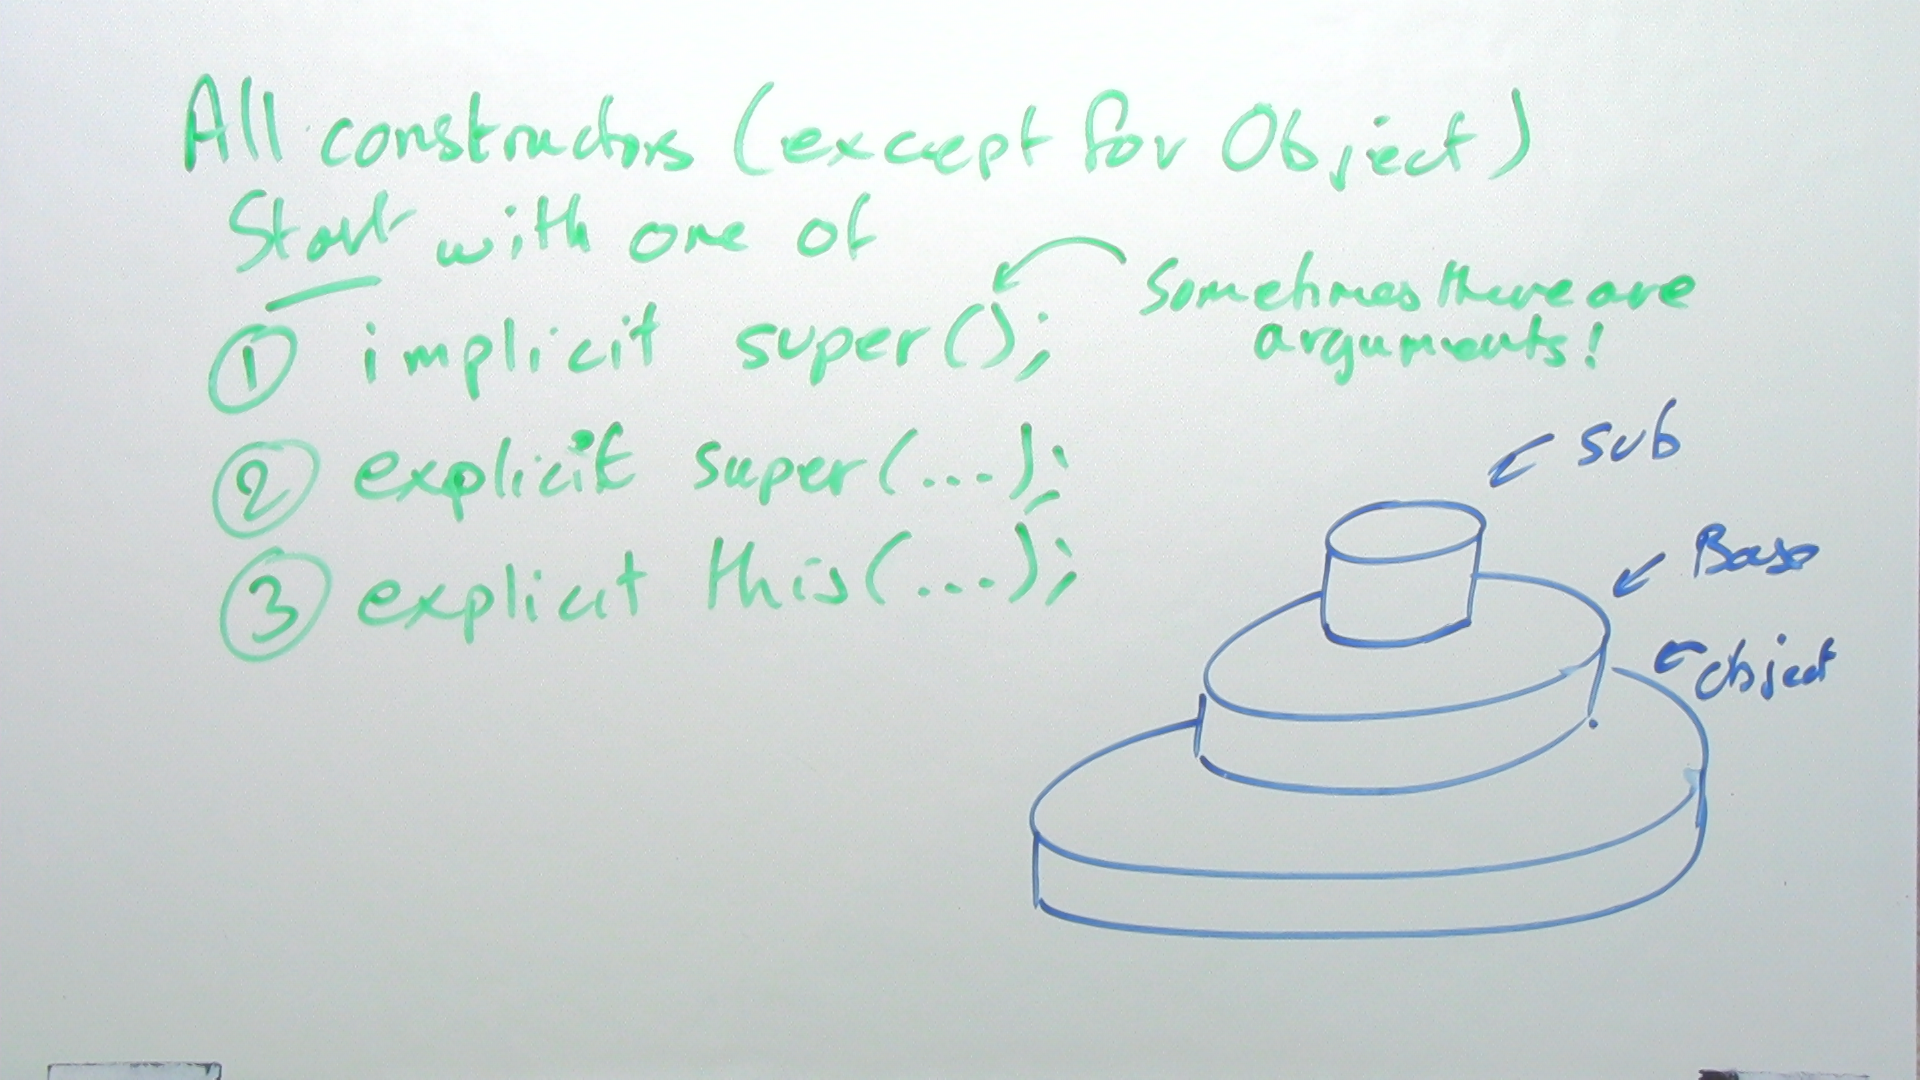 All constructors (except for Object)
Start with one of
① implicit super();
Sometimes there are
arguments!
② explicit super(...);
③ explicit this(...);
Sub
Base
Object